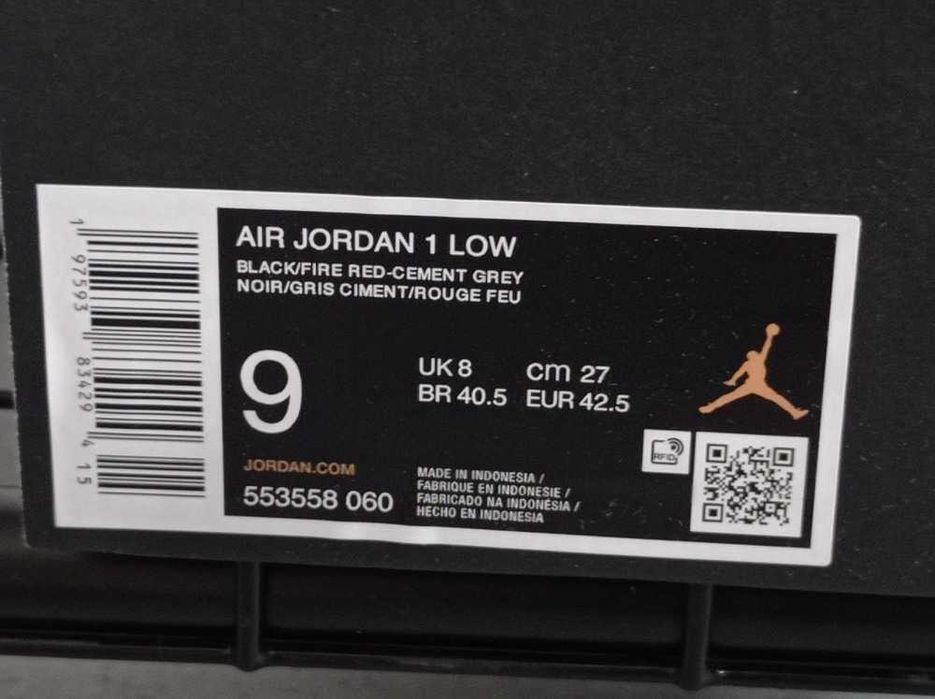 AIR JORDAN 1 LOW
BLACK/FIRE RED-CEMENT GREY
NOIR/GRIS CIMENT/ROUGE FEU
9
UK 8 cm 27
BR 40.5 EUR 42.5
RFID
JORDAN.COM
553558 060
MADE IN INDONESIA /
FABRIQUE EN INDONESIE /
FABRICADO NA INDONÉSIA /
HECHO EN INDONESIA
1 97593 83429 4 15